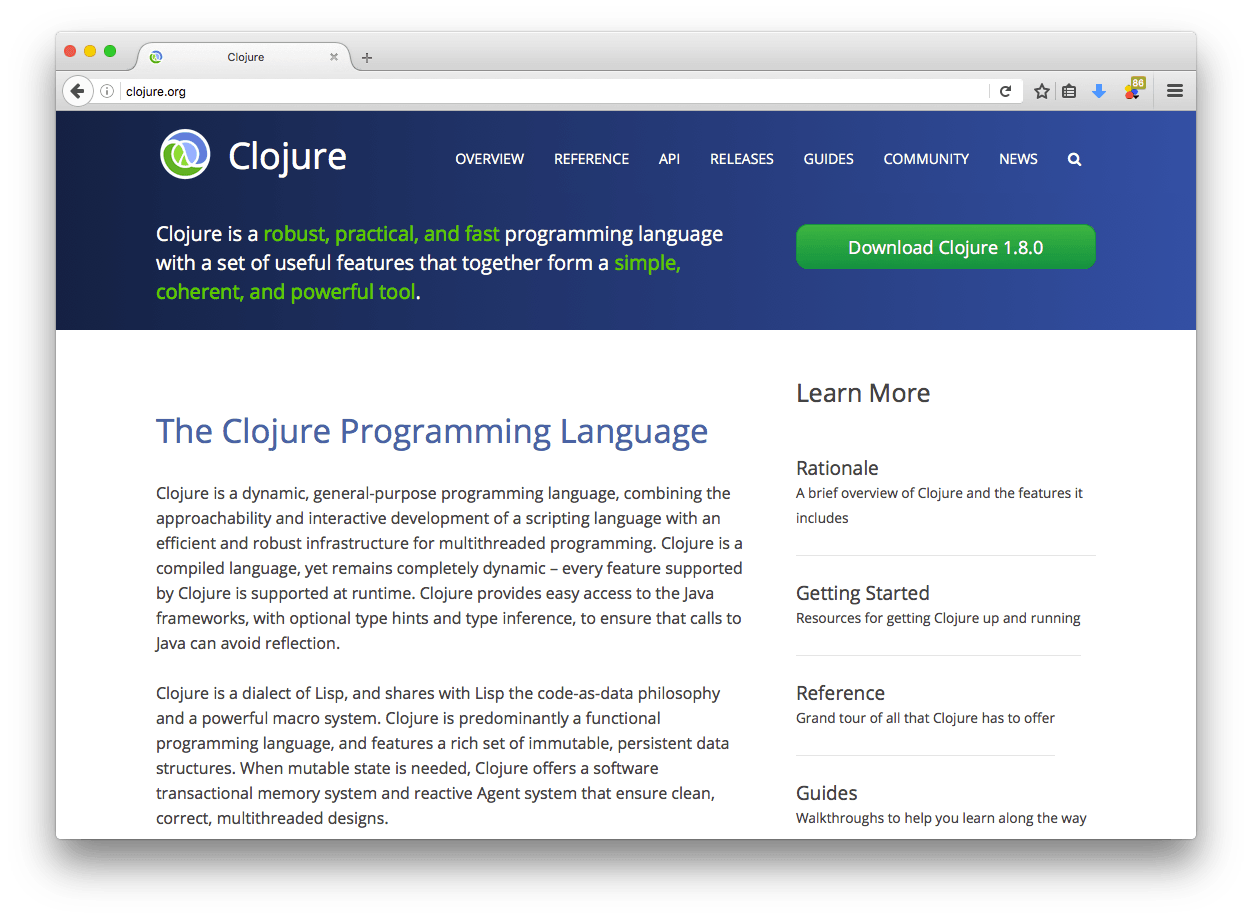 Clojure
clojure.org
86
Clojure
OVERVIEW REFERENCE API RELEASES GUIDES COMMUNITY NEWS
Clojure is a robust, practical, and fast programming language
with a set of useful features that together form a simple,
coherent, and powerful tool.
Download Clojure 1.8.0
The Clojure Programming Language
Clojure is a dynamic, general-purpose programming language, combining the
approachability and interactive development of a scripting language with an
efficient and robust infrastructure for multithreaded programming. Clojure is a
compiled language, yet remains completely dynamic – every feature supported
by Clojure is supported at runtime. Clojure provides easy access to the Java
frameworks, with optional type hints and type inference, to ensure that calls to
Java can avoid reflection.
Clojure is a dialect of Lisp, and shares with Lisp the code-as-data philosophy
and a powerful macro system. Clojure is predominantly a functional
programming language, and features a rich set of immutable, persistent data
structures. When mutable state is needed, Clojure offers a software
transactional memory system and reactive Agent system that ensure clean,
correct, multithreaded designs.
Learn More
Rationale
A brief overview of Clojure and the features it
includes
Getting Started
Resources for getting Clojure up and running
Reference
Grand tour of all that Clojure has to offer
Guides
Walkthroughs to help you learn along the way